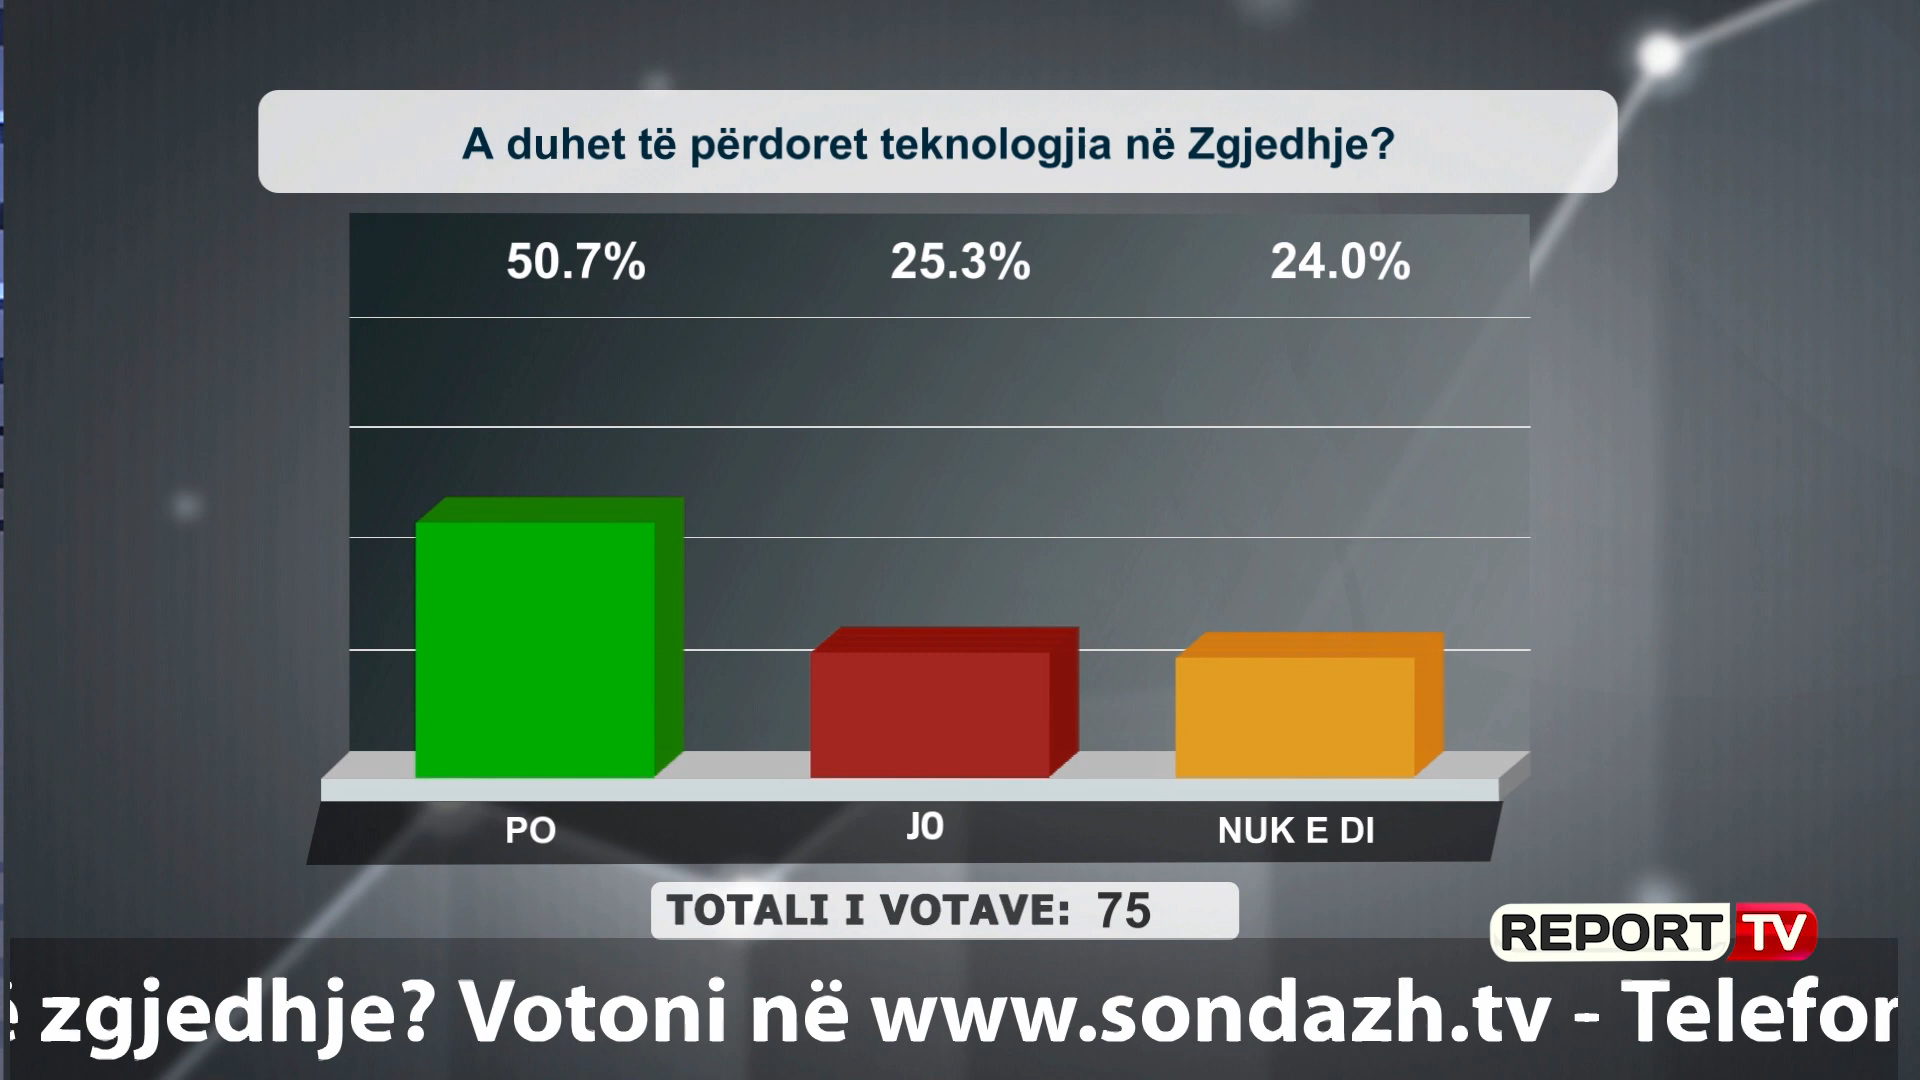 A duhet të përdoret teknologjia në Zgjedhje?
50.7% 25.3% 24.0%
PO JO NUK E DI
TOTALI I VOTAVE: 75
REPORT TV
zgjedhje? Votoni në www.sondazh.tv -